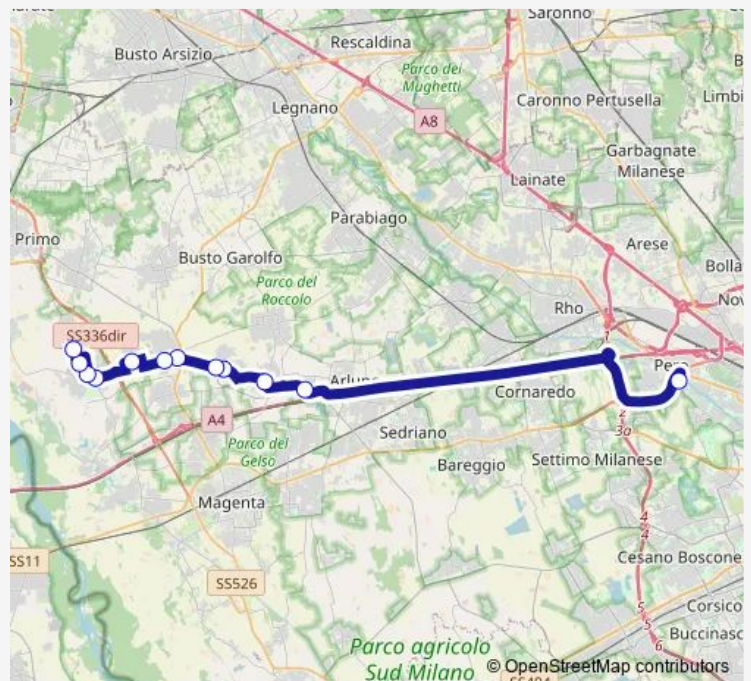 Saronno
Rescaldina
Busto Arsizio
Parco dei
Mughetti
Caronno Pertusella
Limbi
Legnano
A8
Garbagnate
Milanese
Lainate
Parabiago
Primo
Arese
Busto Garolfo
Bolla
Parco del
Roccolo
Rho
Nov
1
SS336dir
Pero
Arluno
Cornaredo
A4
2
3a
Sedriano
Parco del
Gelso
Bareggio
Settimo Milanese
Magenta
4
4
SS11
Cesano Boscone
SS526
5
5
6
Corsico
Buccinasc
Parco agricolo
Sud Milano
© OpenStreetMap contributors